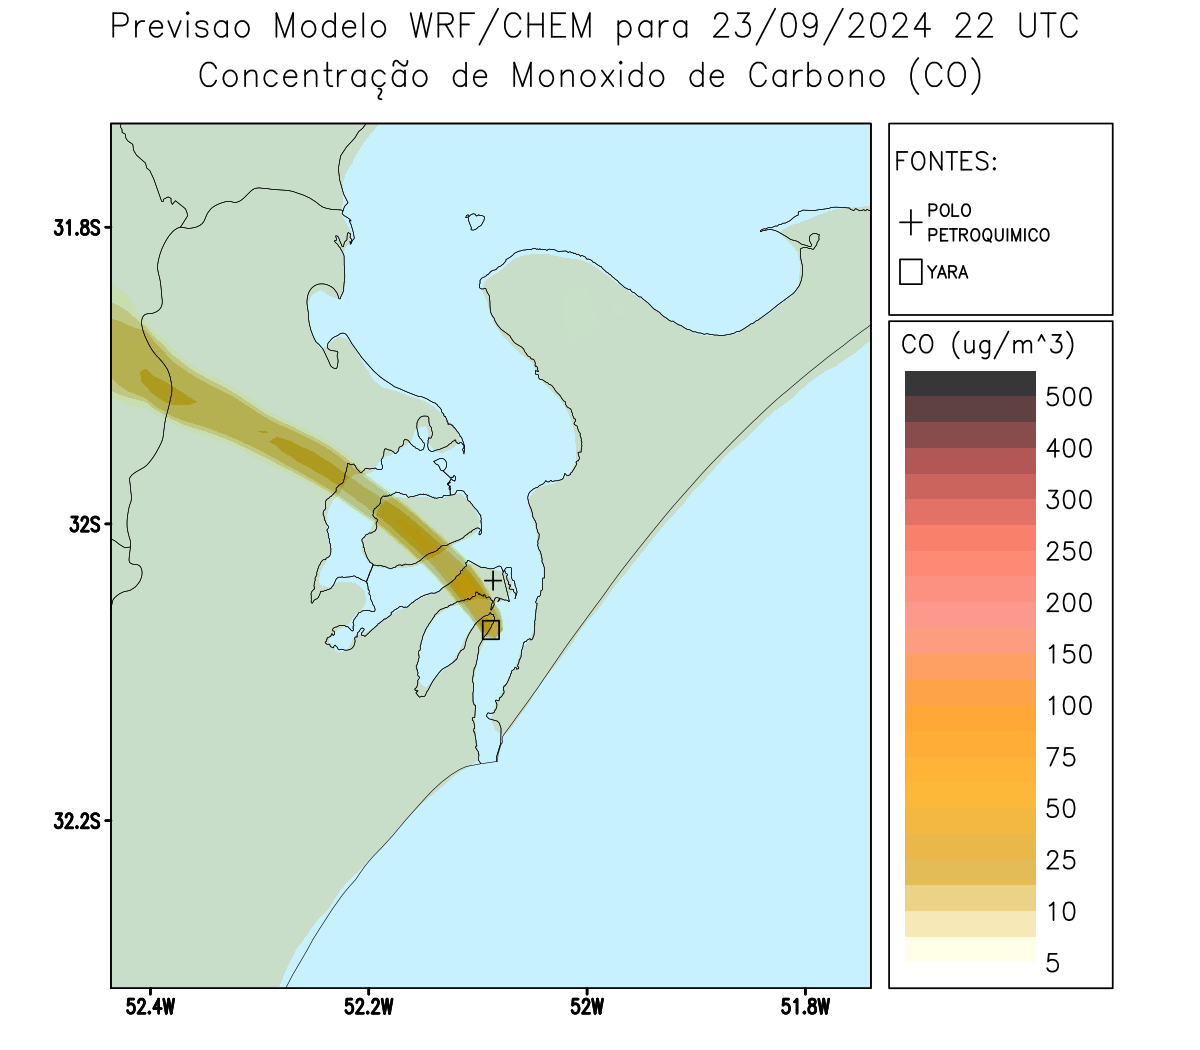 Previsao Modelo WRF/CHEM para 23/09/2024 22 UTC
Concentração de Monoxido de Carbono (CO)
FONTES:
POLO
PETROQUIMICO
YARA
CO (ug/m^3)
500
400
300
250
200
150
100
75
50
25
10
5
31.8S
32S
32.2S
52.4W
52.2W
52W
51.8W